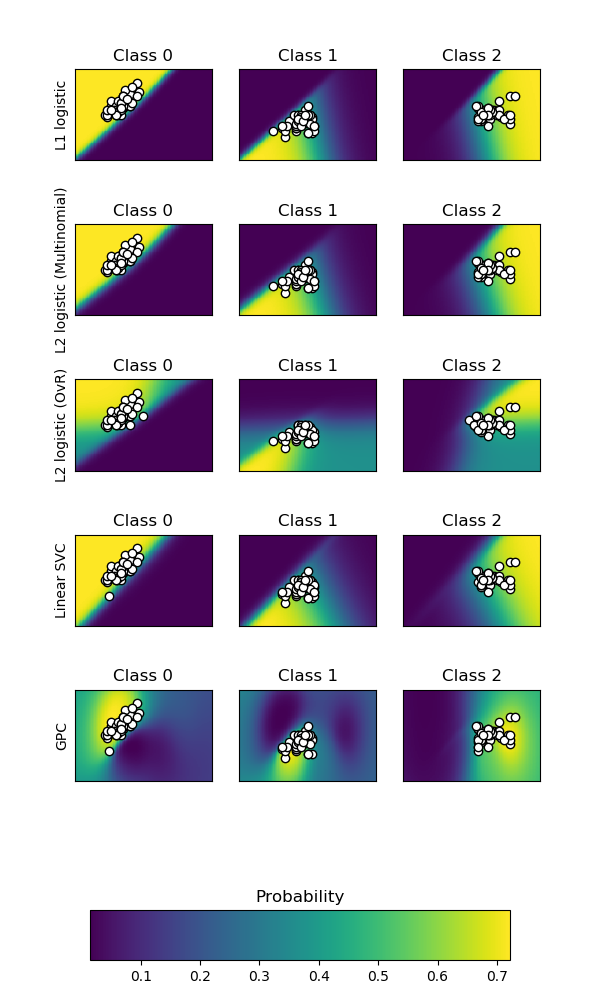 Class 0 Class 1 Class 2
L1 logistic
Class 0 Class 1 Class 2
L2 logistic (Multinomial)
Class 0 Class 1 Class 2
L2 logistic (OvR)
Class 0 Class 1 Class 2
Linear SVC
Class 0 Class 1 Class 2
GPC
Probability
0.1 0.2 0.3 0.4 0.5 0.6 0.7